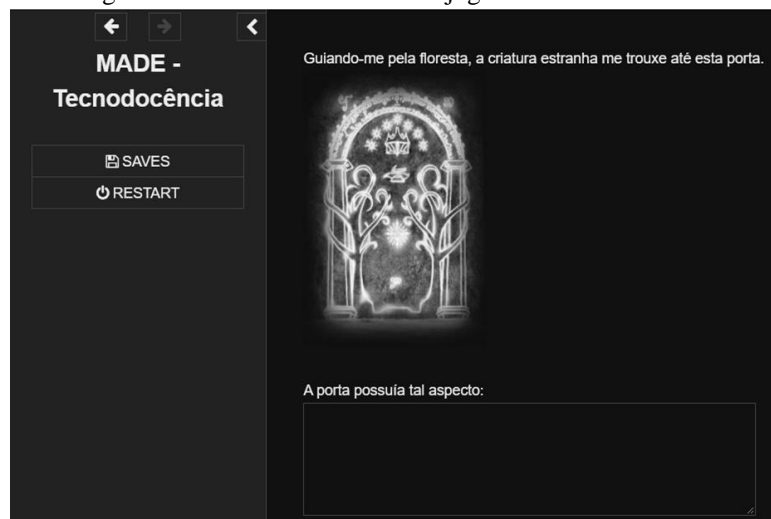 MADE -
Tecnodocência
SAVES
RESTART
Guiando-me pela floresta, a criatura estranha me trouxe até esta porta.
A porta possuía tal aspecto: